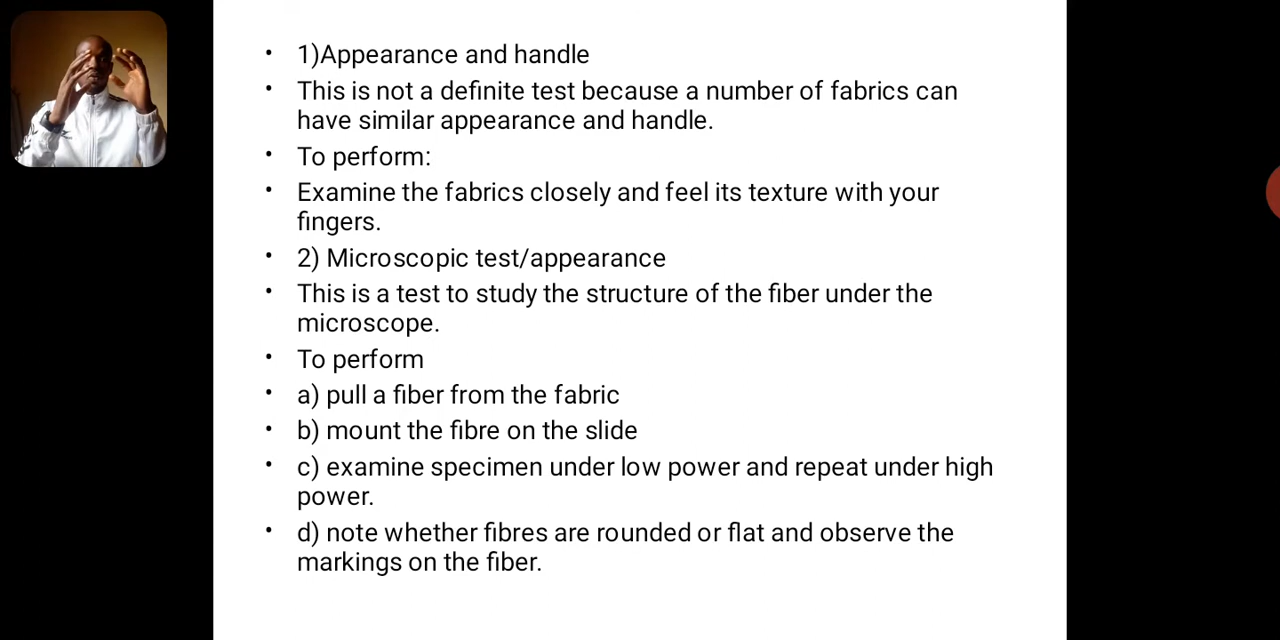 • 1)Appearance and handle
• This is not a definite test because a number of fabrics can
have similar appearance and handle.
• To perform:
• Examine the fabrics closely and feel its texture with your
fingers.
• 2) Microscopic test/appearance
• This is a test to study the structure of the fiber under the
microscope.
• To perform
• a) pull a fiber from the fabric
• b) mount the fibre on the slide
• c) examine specimen under low power and repeat under high
power.
• d) note whether fibres are rounded or flat and observe the
markings on the fiber.